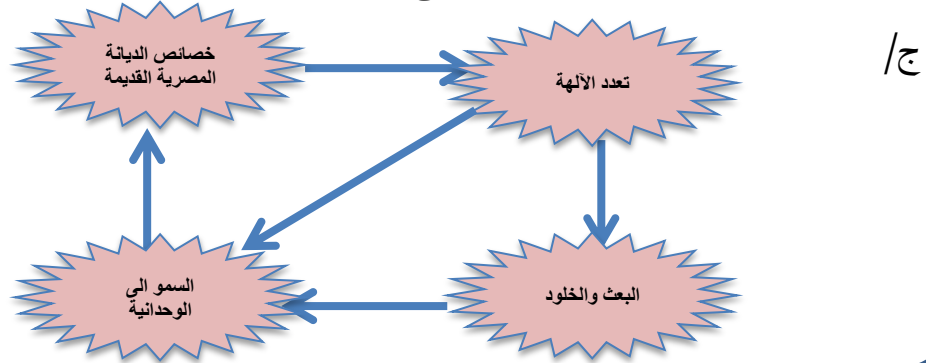 ج/
خصائص الديانة
المصرية القديمة
تعدد الآلهة
البعث والخلود
السمو الى
الوحدانية